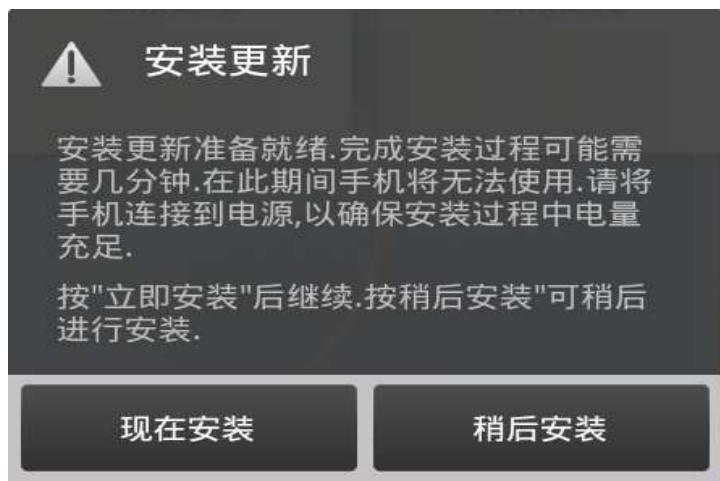 安装更新
安装更新准备就绪.完成安装过程可能需
要几分钟.在此期间手机将无法使用.请将
手机连接到电源,以确保安装过程中电量
充足.
按"立即安装"后继续.按稍后安装"可稍后
进行安装.
现在安装
稍后安装